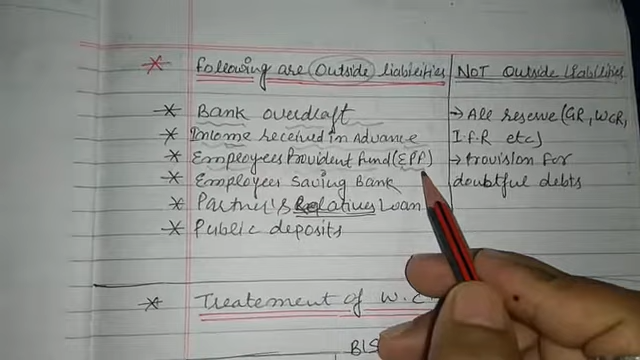 * following are outside liabilities
* Bank overdraft
* Income received in Advance
* Employees Provident fund (EPF)
* Employees Saving Bank
* Partner's Relatives Loan
* Public deposits
NOT Outside liabilities
→ All reserve (GR, WCR,
I.f.R etc)
→ Provision for
doubtful debts
* Treatement of W.C
B/S